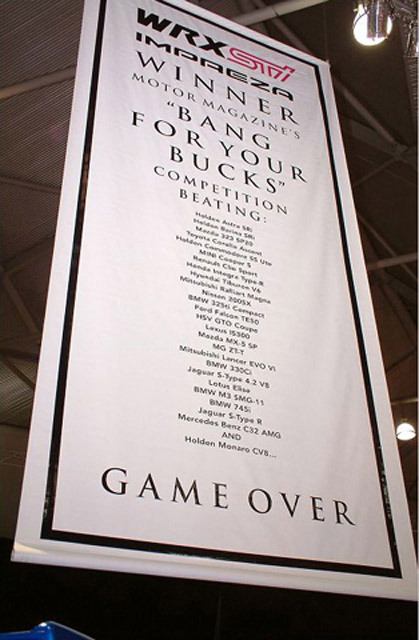 WRX STi
IMPREZA
WINNER
MOTOR MAGAZINE'S
"BANG
FOR YOUR
BUCKS"
COMPETITION
BEATING:
Holden Astra SRi
Holden Barina SRi
Mazda 323 SP20
Toyota Corolla Ascent
Holden Commodore SS Ute
MINI Cooper S
Renault Clio Sport
Honda Integra Type-R
Hyundai Tiburon V6
Mitsubishi Ralliart Magna
Nissan 200SX
BMW 325ti Compact
Ford Falcon TE50
HSV GTO Coupe
Lexus IS300
Mazda MX-5 SP
MG ZT-T
Mitsubishi Lancer EVO VI
BMW 330Ci
Jaguar S-Type 4.2 V8
Lotus Elise
BMW M3 SMG-11
BMW 745i
Jaguar S-Type R
Mercedes Benz C32 AMG
AND
Holden Monaro CV8...
GAME OVER